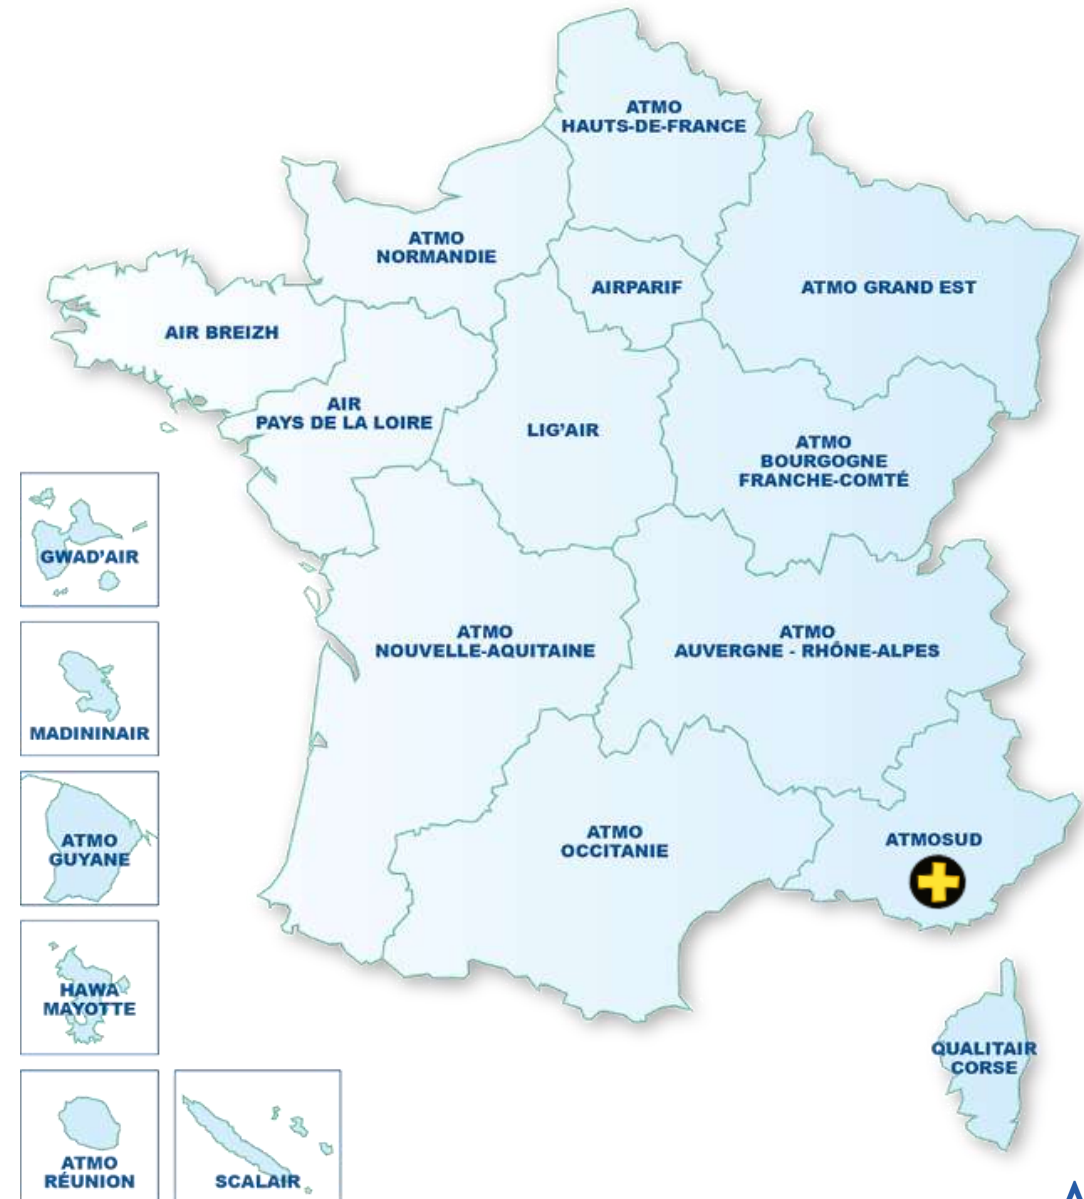 ATMO
HAUTS-DE-FRANCE
ATMO
NORMANDIE
AIRPARIF
ATMO GRAND EST
AIR BREIZH
AIR
PAYS DE LA LOIRE
LIG'AIR
ATMO
BOURGOGNE
FRANCHE-COMTÉ
GWAD'AIR
ATMO
NOUVELLE-AQUITAINE
ATMO
AUVERGNE - RHÔNE-ALPES
MADININAIR
ATMO
OCCITANIE
ATMOSUD
ATMO
GUYANE
HAWA
MAYOTTE
QUALITAIR
CORSE
ATMO
RÉUNION
SCALAIR